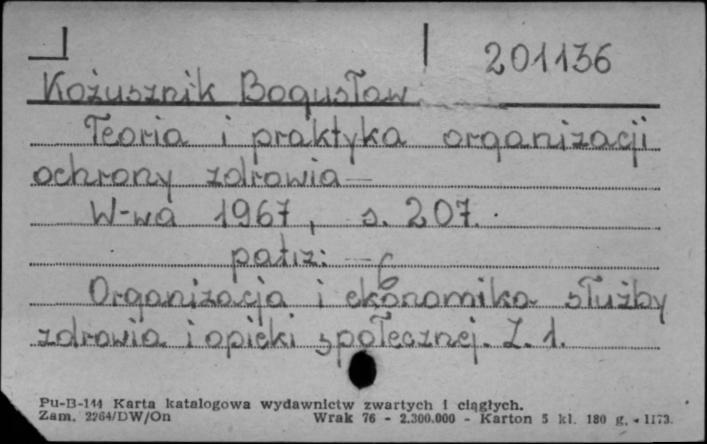 201136
Kożusznik Bogusław
Teoria i praktyka organizacji
ochrony zdrowia —
W-wa 1967, s. 207.
patrz:
Organizacja i ekonomika służby
zdrowia i opieki społecznej. Z. 1.
Pu-B-144 Karta katalogowa wydawnictw zwartych i ciągłych.
Zam. 2264/DW/On Wrak 76 - 2.300.000 - Karton 5 kl. 180 g. - 1173.